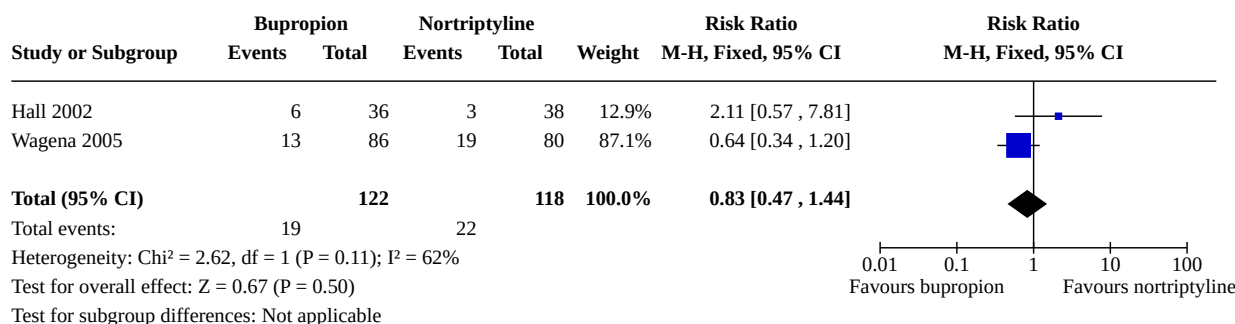 Bupropion Nortriptyline Risk Ratio Risk Ratio
Study or Subgroup Events Total Events Total Weight M-H, Fixed, 95% CI M-H, Fixed, 95% CI
Hall 2002 6 36 3 38 12.9% 2.11 [0.57 , 7.81]
Wagena 2005 13 86 19 80 87.1% 0.64 [0.34 , 1.20]
Total (95% CI) 122 118 100.0% 0.83 [0.47 , 1.44]
Total events: 19 22
Heterogeneity: Chi² = 2.62, df = 1 (P = 0.11); I² = 62%
0.01 0.1 1 10 100
Test for overall effect: Z = 0.67 (P = 0.50) Favours bupropion Favours nortriptyline
Test for subgroup differences: Not applicable